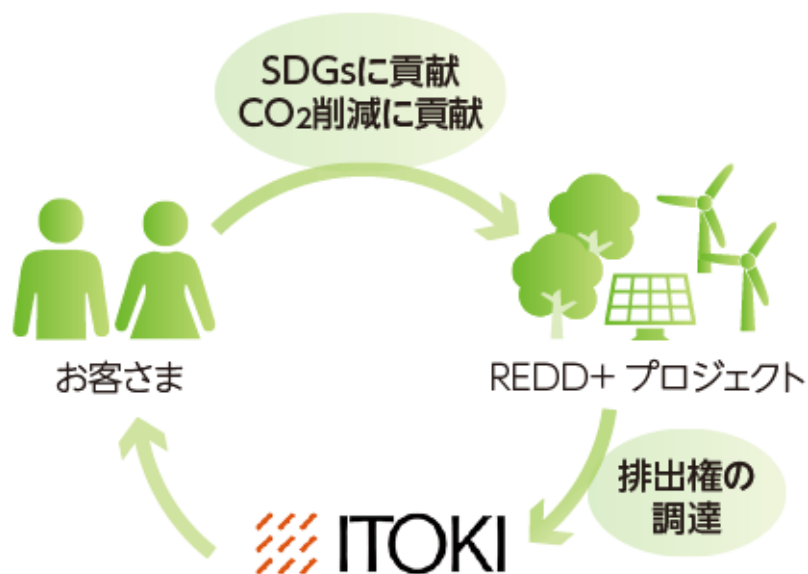 SDGsに貢献
CO2削減に貢献
お客さま
REDD+ プロジェクト
排出権の
調達
ITOKI